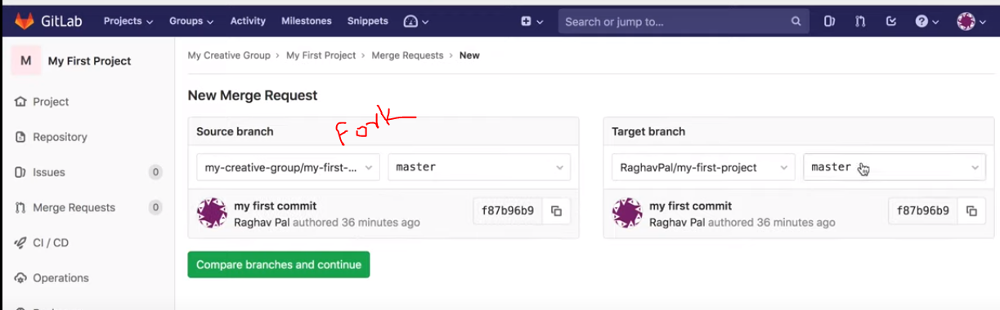 GitLab Projects Groups Activity Milestones Snippets Search or jump to...
M My First Project
My Creative Group > My First Project > Merge Requests > New
New Merge Request
Project
Repository
Issues 0
Merge Requests 0
CI / CD
Operations
Fork
Source branch
my-creative-group/my-first-... master
my first commit
Raghav Pal authored 36 minutes ago
f87b96b9
Target branch
RaghavPal/my-first-project master
my first commit
Raghav Pal authored 36 minutes ago
f87b96b9
Compare branches and continue